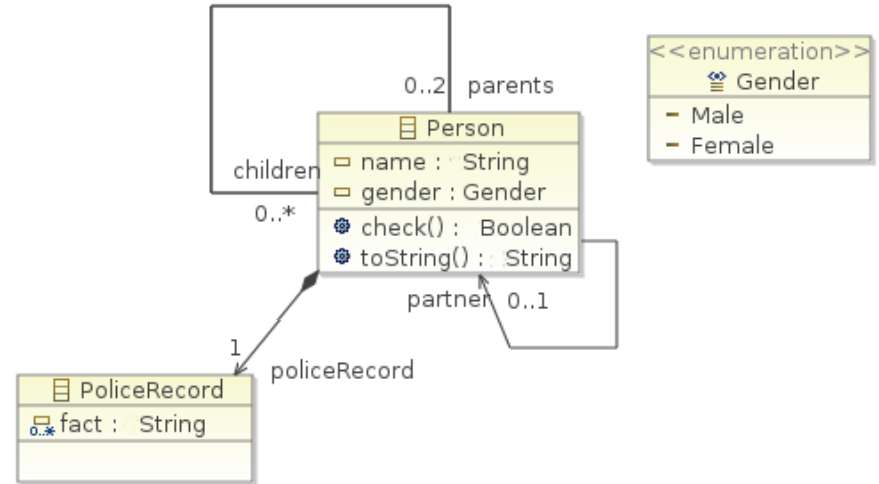 0..2 parents
<<enumeration>>
Gender
Male
Female
Person
name : String
gender : Gender
check() : Boolean
toString() : String
children
0..*
partner 0..1
1
policeRecord
PoliceRecord
0..* fact : String